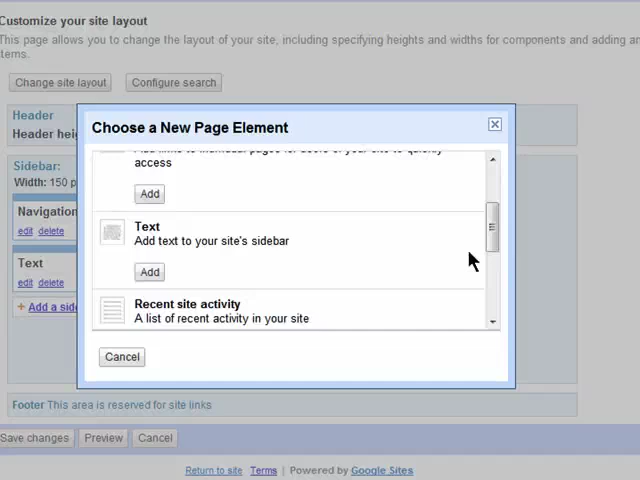 Customize your site layout
This page allows you to change the layout of your site, including specifying heights and widths for components and adding
tems.
Change site layout
Configure search
Header
Header hei
Sidebar:
Width: 150 p
Navigation
edit delete
Text
edit delete
+ Add a side
Choose a New Page Element
Add links to individual pages for users of your site to quickly
access
Add
Text
Add text to your site's sidebar
Add
Recent site activity
A list of recent activity in your site
Cancel
Footer This area is reserved for site links
Save changes
Preview
Cancel
Return to site Terms | Powered by Google Sites